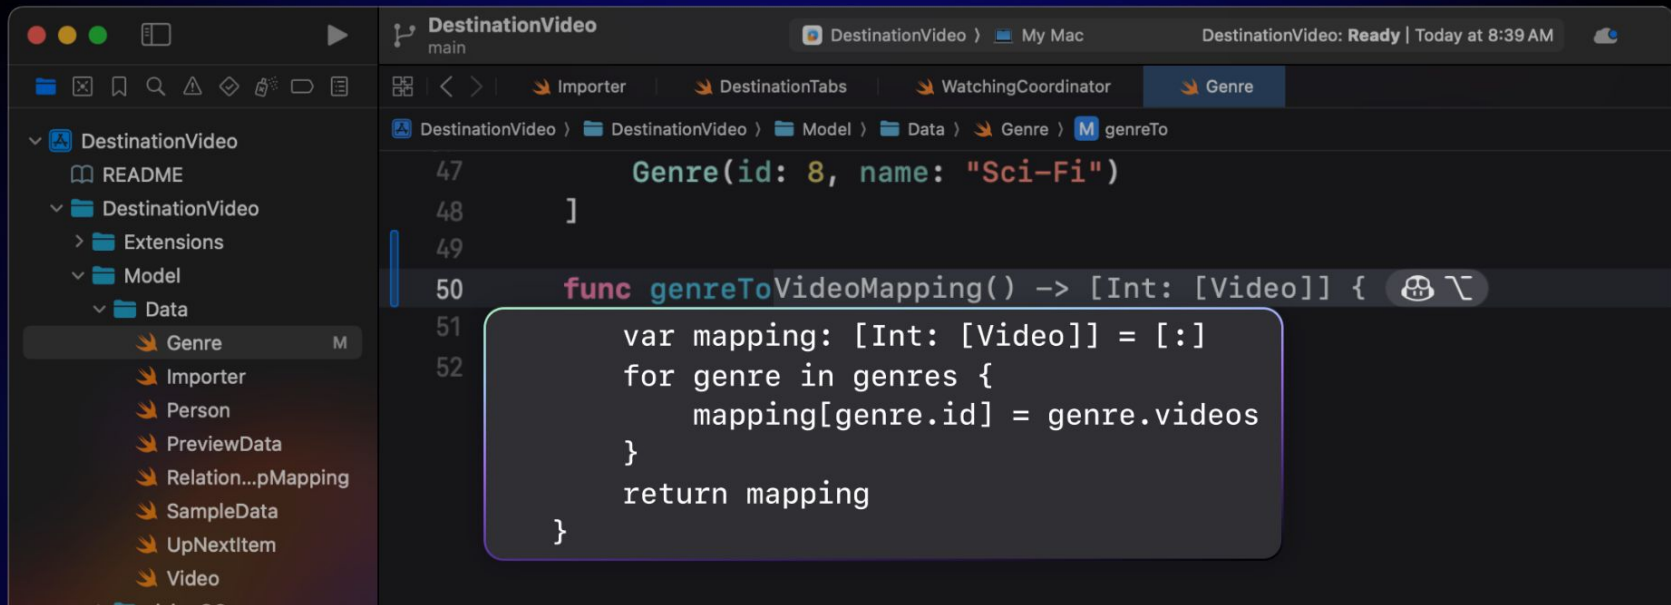 DestinationVideo
main
DestinationVideo 〉 My Mac
DestinationVideo: Ready | Today at 8:39 AM
Importer
DestinationTabs
WatchingCoordinator
Genre
DestinationVideo 〉 DestinationVideo 〉 Model 〉 Data 〉 Genre 〉 M genreTo
DestinationVideo
README
DestinationVideo
Extensions
Model
Data
Genre M
Importer
Person
PreviewData
Relation...pMapping
SampleData
UpNextItem
Video
47 Genre(id: 8, name: "Sci-Fi")
48 ]
49
50 func genreToVideoMapping() -> [Int: [Video]] {
51 var mapping: [Int: [Video]] = [:]
52 for genre in genres {
mapping[genre.id] = genre.videos
}
return mapping
}